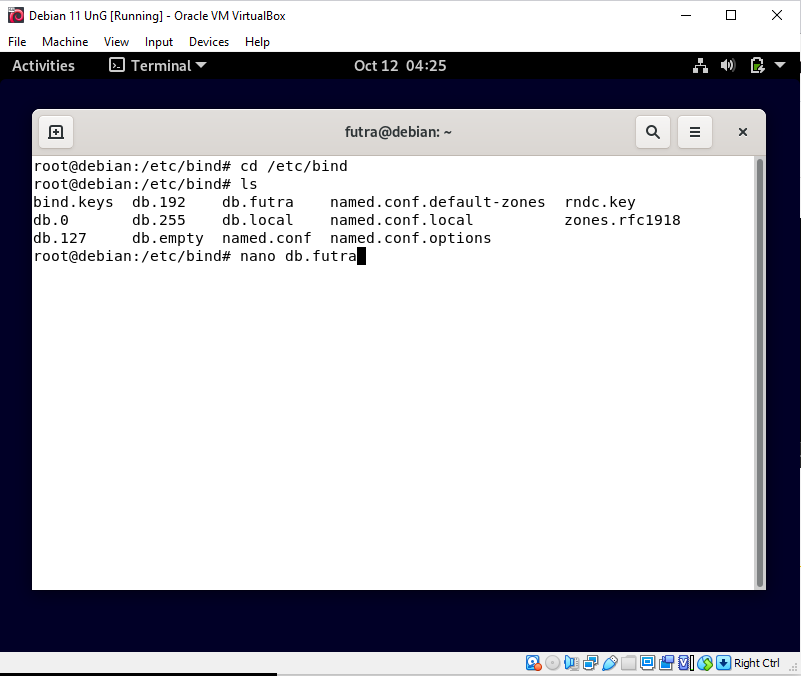 Debian 11 UnG [Running] - Oracle VM VirtualBox
File Machine View Input Devices Help
Activities Terminal Oct 12 04:25
futra@debian: ~
root@debian:/etc/bind# cd /etc/bind
root@debian:/etc/bind# ls
bind.keys db.192 db.futra named.conf.default-zones rndc.key
db.0 db.255 db.local named.conf.local zones.rfc1918
db.127 db.empty named.conf named.conf.options
root@debian:/etc/bind# nano db.futra
Right Ctrl